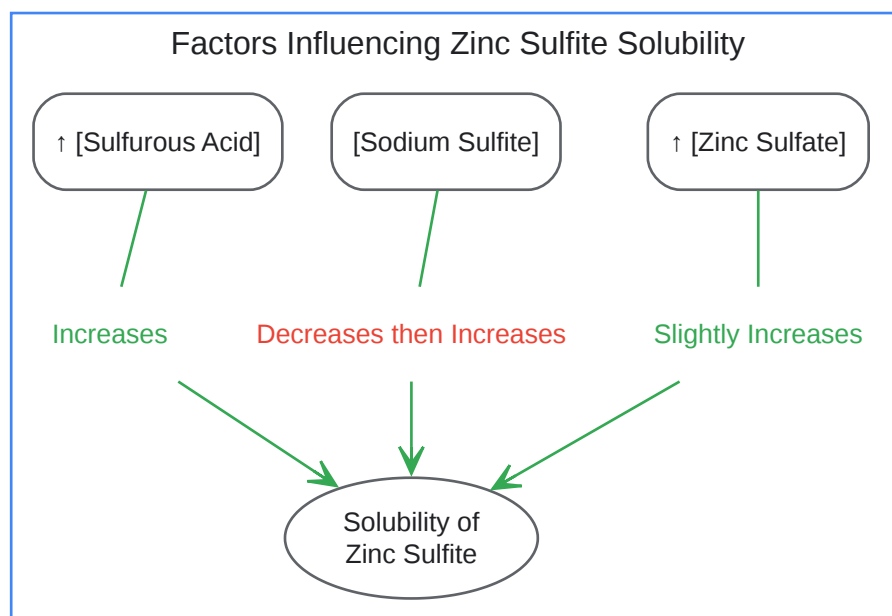 Factors Influencing Zinc Sulfite Solubility
↑ [Sulfurous Acid]
[Sodium Sulfite]
↑ [Zinc Sulfate]
Increases
Decreases then Increases
Slightly Increases
Solubility of
Zinc Sulfite